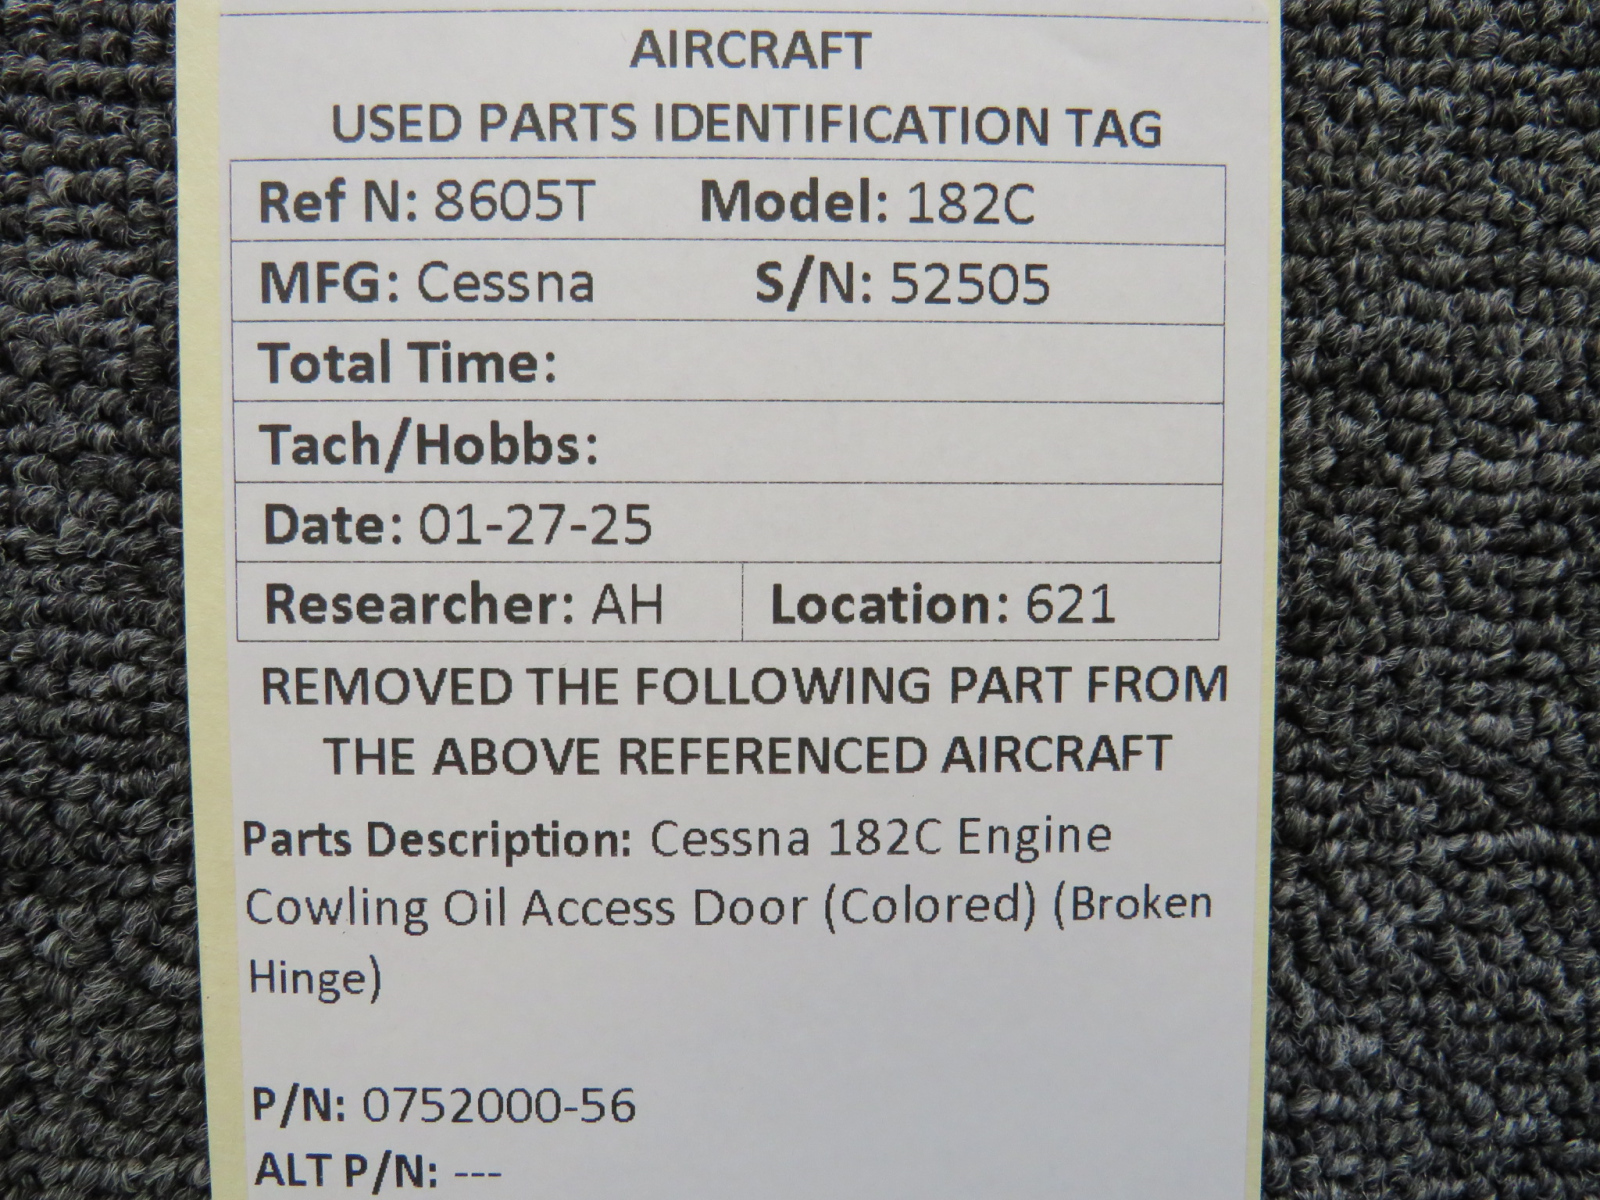 AIRCRAFT
USED PARTS IDENTIFICATION TAG
Ref N: 8605T Model: 182C
MFG: Cessna S/N: 52505
Total Time:
Tach/Hobbs:
Date: 01-27-25
Researcher: AH Location: 621
REMOVED THE FOLLOWING PART FROM
THE ABOVE REFERENCED AIRCRAFT
Parts Description: Cessna 182C Engine
Cowling Oil Access Door (Colored) (Broken
Hinge)
P/N: 0752000-56
ALT P/N: ---